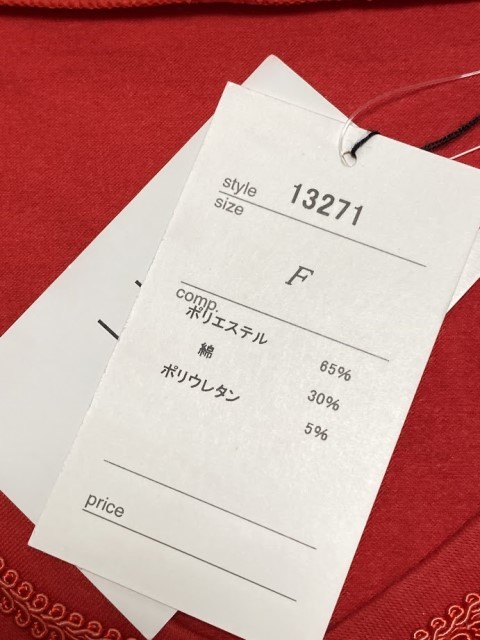 style 13271
size
F
comp.
ポリエステル 65%
綿 30%
ポリウレタン 5%
price